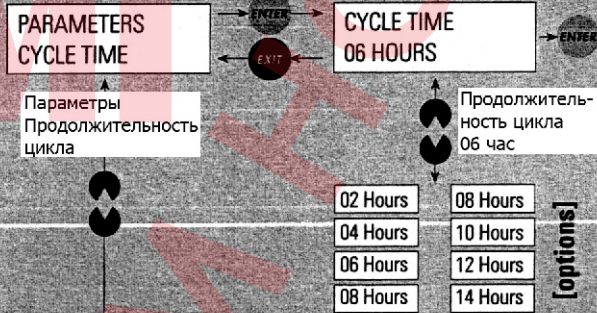 PARAMETERS
CYCLE TIME
ENTER
CYCLE TIME
06 HOURS
ENTER
EXIT
Параметры
Продолжительность
цикла
Продолжитель-
ность цикла
06 час
02 Hours
08 Hours
04 Hours
10 Hours
06 Hours
12 Hours
08 Hours
14 Hours
[options]